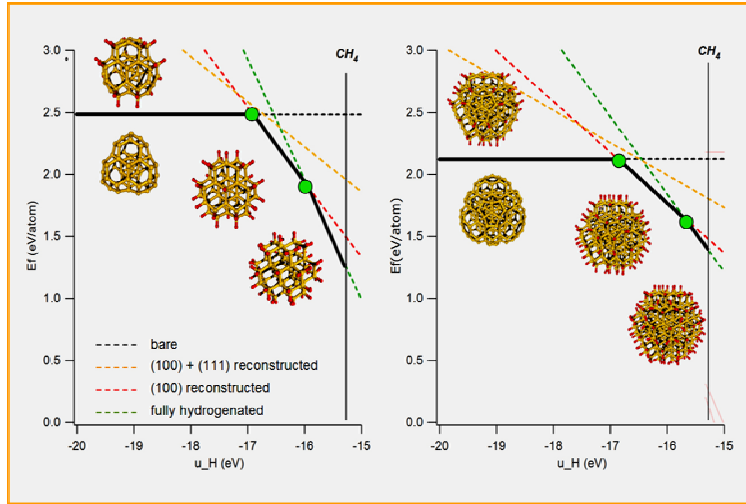 CH4
3.0
2.5
2.0
1.5
1.0
0.5
0.0
Ef (eV/atom)
bare
(100) + (111) reconstructed
(100) reconstructed
fully hydrogenated
-20
-19
-18
-17
-16
-15
u_H (eV)
CH4
3.0
2.5
2.0
1.5
1.0
0.5
0.0
Ef(eV/atom)
-20
-19
-18
-17
-16
-15
u_H (eV)